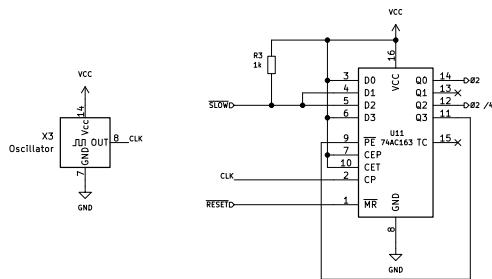 VCC
14
Vcc
X3
Oscillator
OUT
8
CLK
GND
7
GND
VCC
R3
1k
16
VCC
3
D0
Q0
14
Ø2
4
D1
Q1
13
SLOW
5
D2
Q2
12
Ø2 /4
6
D3
Q3
11
U11
9
PE
74AC163
TC
15
7
CEP
10
CET
CLK
2
CP
RESET
1
MR
GND
8
GND